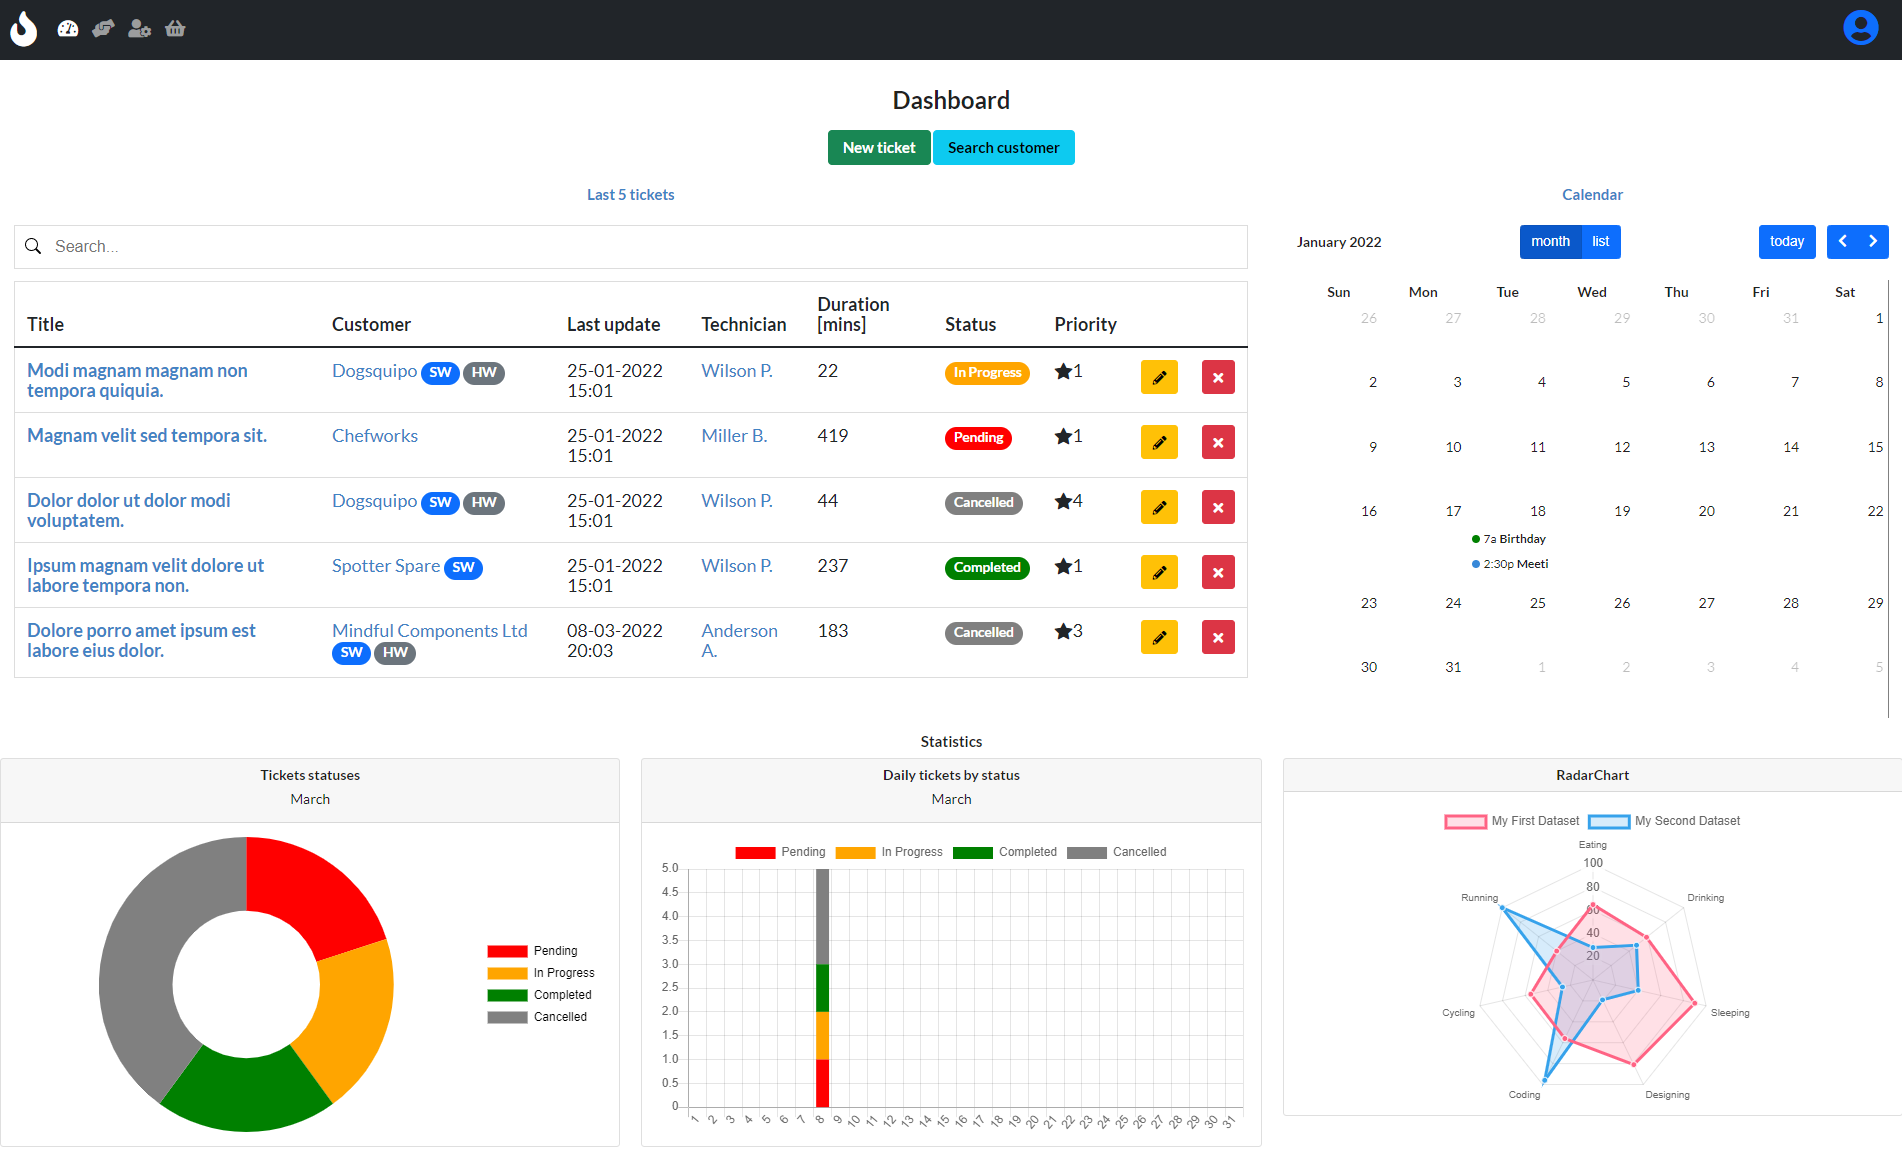 Dashboard
New ticket Search customer
Last 5 tickets
Search...
Title Customer Last update Technician Duration [mins] Status Priority
Modi magnam magnam non tempora quiquia. Dogsquipo SW HW 25-01-2022 15:01 Wilson P. 22 In Progress 1
Magnam velit sed tempora sit. Chefworks 25-01-2022 15:01 Miller B. 419 Pending 1
Dolor dolor ut dolor modi voluptatem. Dogsquipo SW HW 25-01-2022 15:01 Wilson P. 44 Cancelled 4
Ipsum magnam velit dolore ut labore tempora non. Spotter Spare SW 25-01-2022 15:01 Wilson P. 237 Completed 1
Dolore porro amet ipsum est labore eius dolor. Mindful Components Ltd SW HW 08-03-2022 20:03 Anderson A. 183 Cancelled 3
Calendar
January 2022 month list today
Sun Mon Tue Wed Thu Fri Sat
26 27 28 29 30 31 1
2 3 4 5 6 7 8
9 10 11 12 13 14 15
16 17 18 19 20 21 22
7a Birthday
2:30p Meeti
23 24 25 26 27 28 29
30 31 1 2 3 4 5
Statistics
Tickets statuses
March
Pending
In Progress
Completed
Cancelled
Daily tickets by status
March
Pending In Progress Completed Cancelled
5.0
4.5
4.0
3.5
3.0
2.5
2.0
1.5
1.0
0.5
0
1 2 3 4 5 6 7 8 9 10 11 12 13 14 15 16 17 18 19 20 21 22 23 24 25 26 27 28 29 30 31
RadarChart
My First Dataset My Second Dataset
Eating
100
80
60
40
20
Running Drinking
Cycling Sleeping
Coding Designing